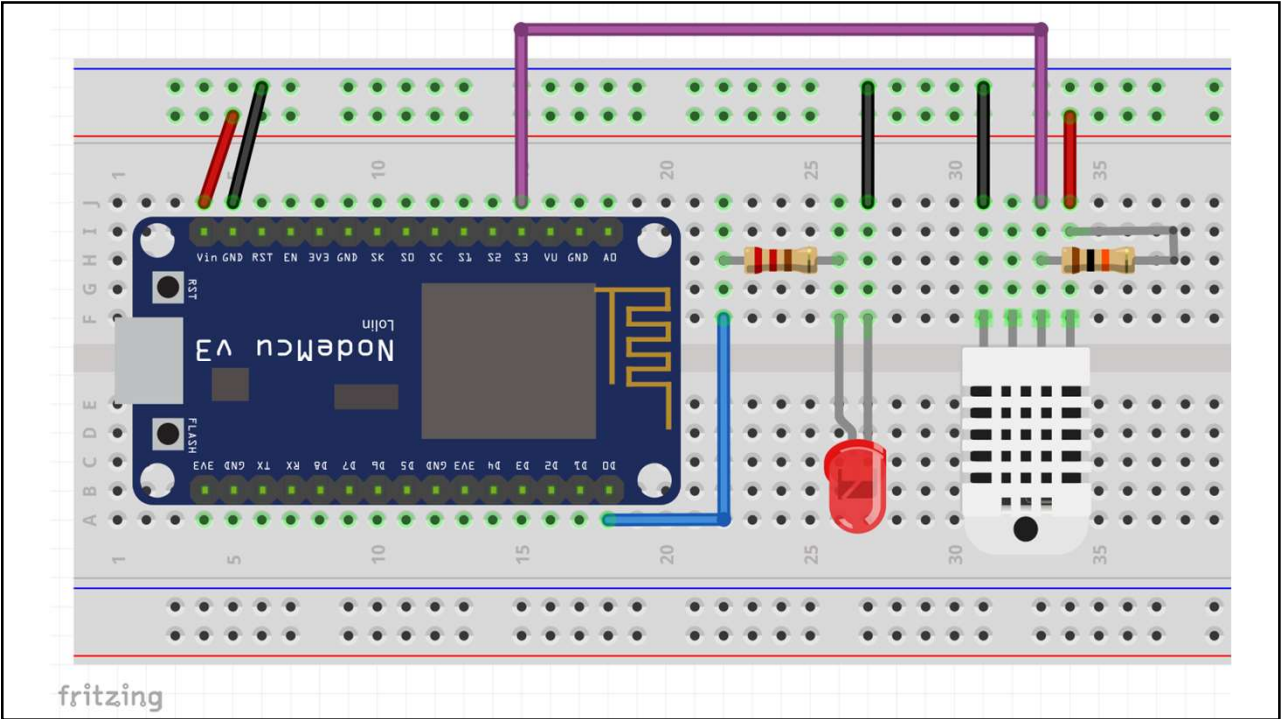 1 5 10 15 20 25 30 35
J
I
Vin GND RST EN 3V3 GND SK S0 SC S1 S2 S3 VU GND A0
H
RST
G
F
Lolin
NodeMcu v3
E
D
FLASH
C
3V3 GND TX RX D8 D7 D6 D5 GND 3V3 D4 D3 D2 D1 D0
B
A
1 5 10 15 20 25 30 35
fritzing